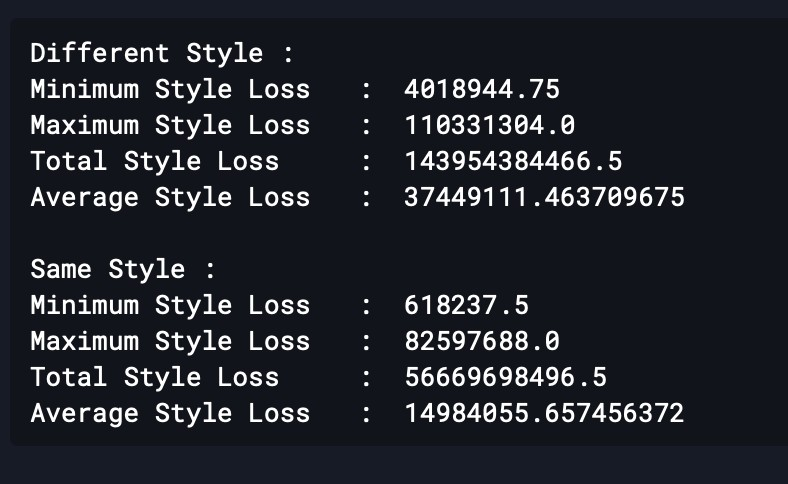 Different Style :
Minimum Style Loss   :  4018944.75
Maximum Style Loss   :  110331304.0
Total Style Loss     :  143954384466.5
Average Style Loss   :  37449111.463709675
Same Style :
Minimum Style Loss   :  618237.5
Maximum Style Loss   :  82597688.0
Total Style Loss     :  56669698496.5
Average Style Loss   :  14984055.657456372